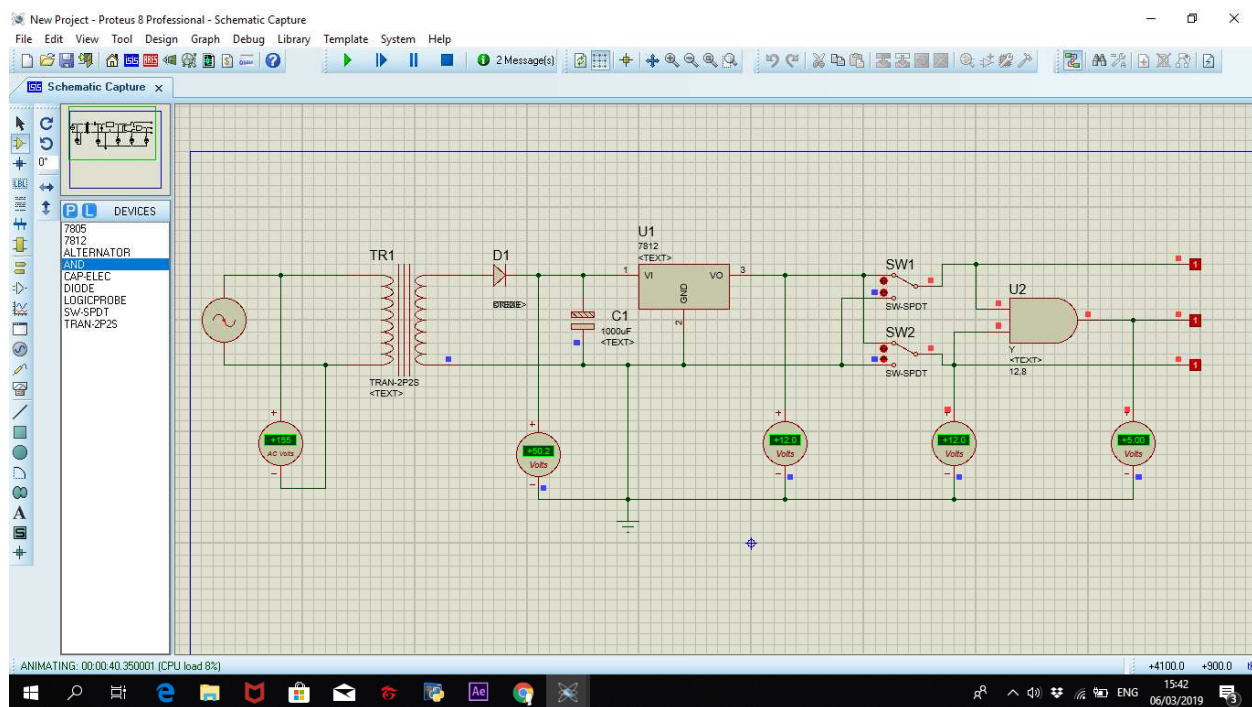 New Project - Proteus 8 Professional - Schematic Capture
File Edit View Tool Design Graph Debug Library Template System Help
2 Message(s)
Schematic Capture
0°
P L DEVICES
7805
7812
ALTERNATOR
AND
CAP-ELEC
DIODE
LOGICPROBE
SW-SPDT
TRAN-2P2S
LBL
A
S
TR1
TRAN-2P2S
<TEXT>
D1
C1
1000uF
<TEXT>
U1
7812
<TEXT>
1 VI VO 3
GND
2
SW1
SW-SPDT
SW2
SW-SPDT
U2
Y
<TEXT>
12,8
1
1
1
+155
AC Volts
+50.2
Volts
+12.0
Volts
+12.0
Volts
+5.00
Volts
ANIMATING: 00:00:40.350001 (CPU load 8%)
+4100.0 +900.0
Ae
ENG
15:42
06/03/2019
3